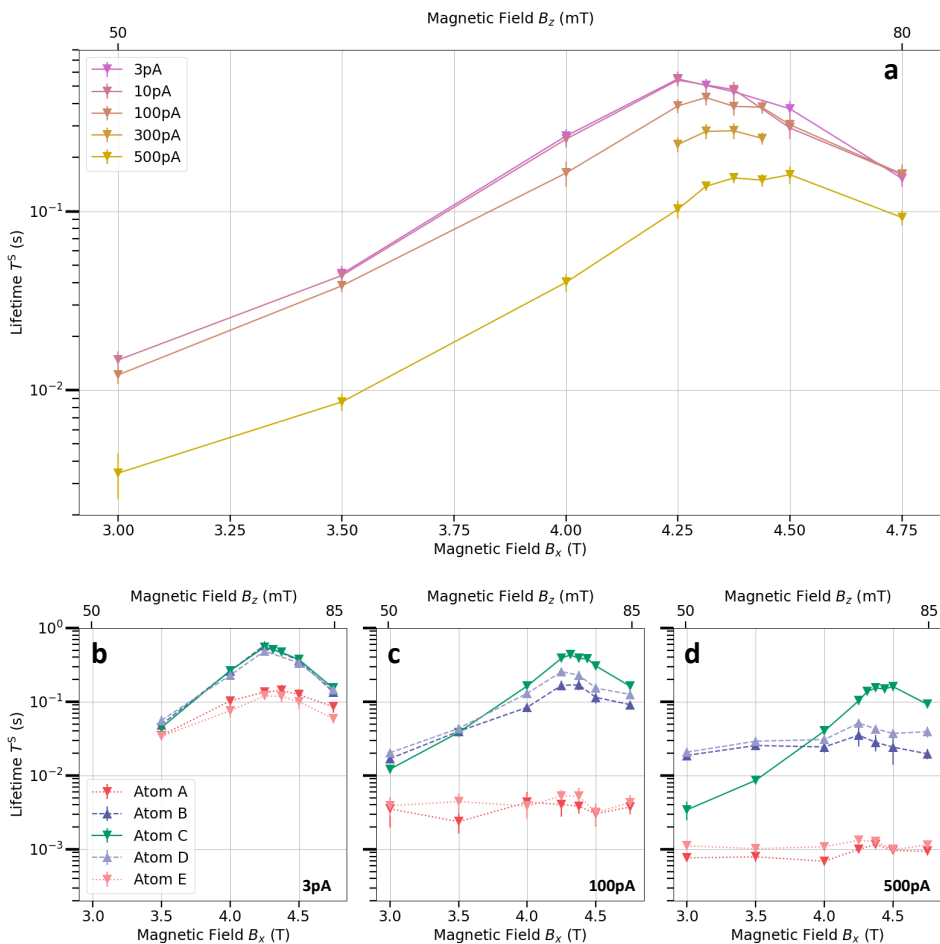 Magnetic Field B_z (mT)
50 80
a
3pA
10pA
100pA
300pA
500pA
10^−1
10^−2
Lifetime T^S (s)
3.00 3.25 3.50 3.75 4.00 4.25 4.50 4.75
Magnetic Field B_x (T)
Magnetic Field B_z (mT)
50 85
b
10^0
10^−1
10^−2
10^−3
Lifetime T^S (s)
Atom A
Atom B
Atom C
Atom D
Atom E
3pA
3.0 3.5 4.0 4.5
Magnetic Field B_x (T)
Magnetic Field B_z (mT)
50 85
c
100pA
3.0 3.5 4.0 4.5
Magnetic Field B_x (T)
Magnetic Field B_z (mT)
50 85
d
500pA
3.0 3.5 4.0 4.5
Magnetic Field B_x (T)